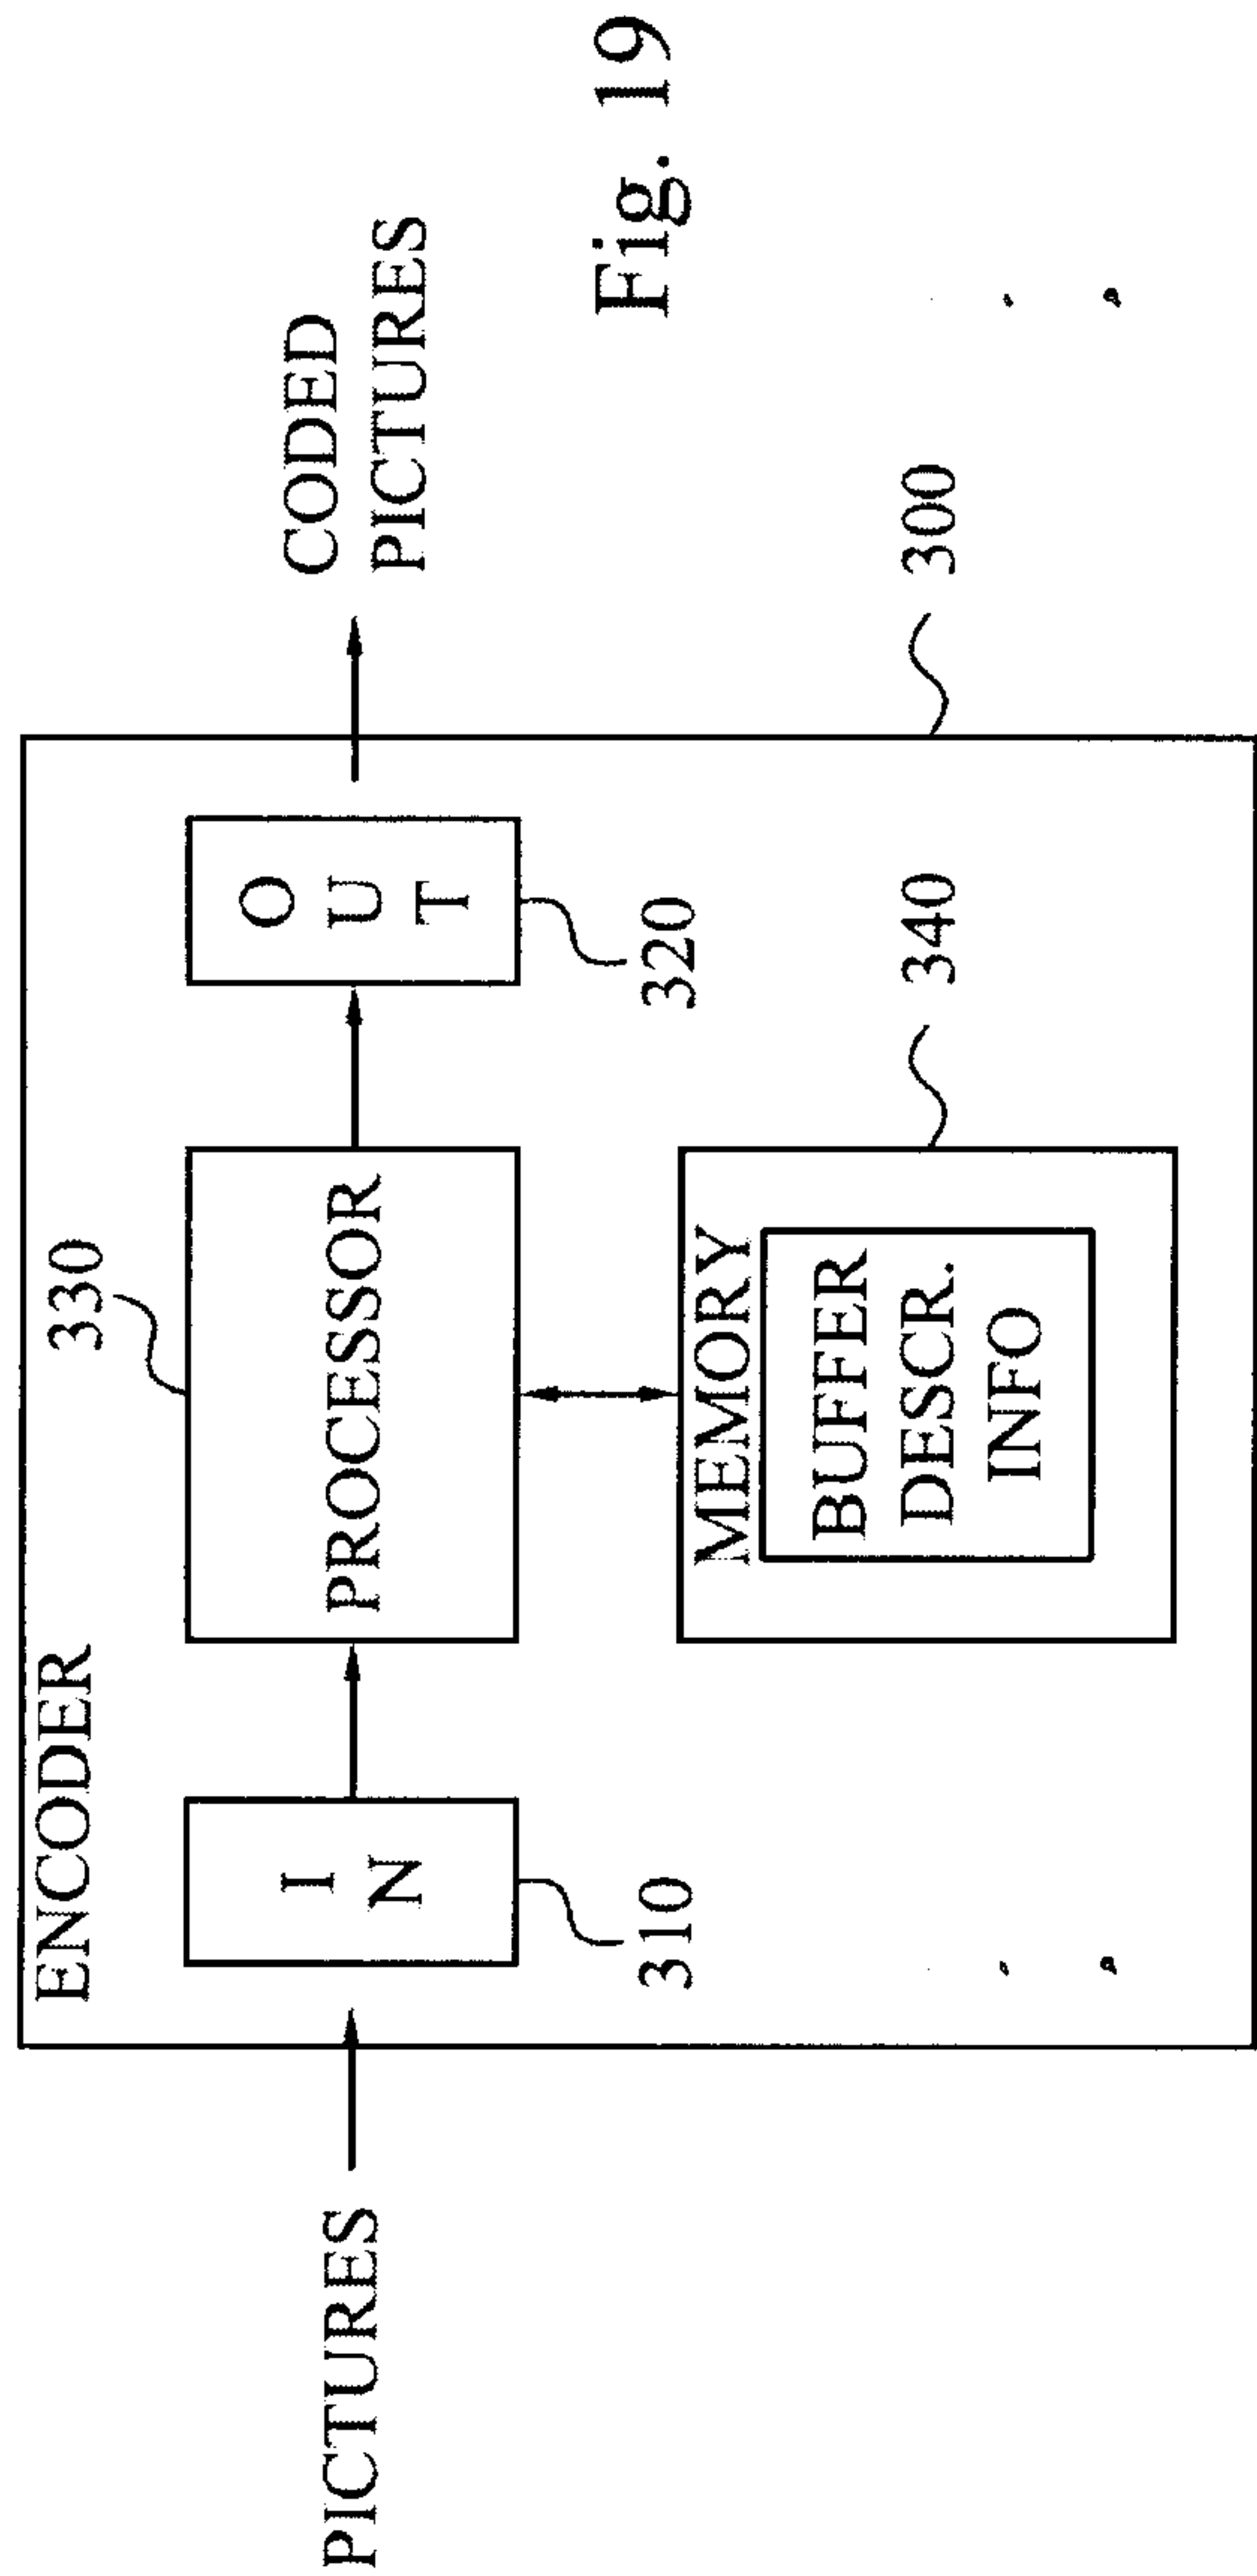 ENCODER
330
PICTURES
I
N
PROCESSOR
O
U
T
CODED
PICTURES
310
320
MEMORY
BUFFER
DESCR.
INFO
340
300
Fig. 19